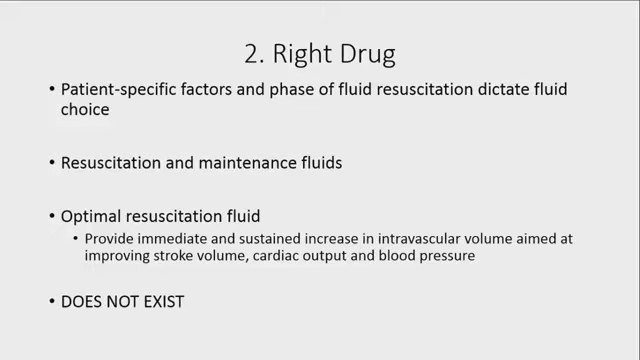 2. Right Drug
• Patient-specific factors and phase of fluid resuscitation dictate fluid
choice
• Resuscitation and maintenance fluids
• Optimal resuscitation fluid
• Provide immediate and sustained increase in intravascular volume aimed at
improving stroke volume, cardiac output and blood pressure
• DOES NOT EXIST